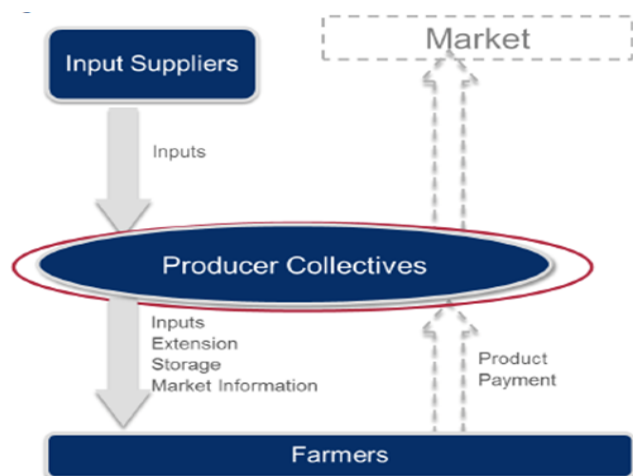 Input Suppliers
Market
Inputs
Producer Collectives
Inputs
Extension
Storage
Market Information
Product
Payment
Farmers